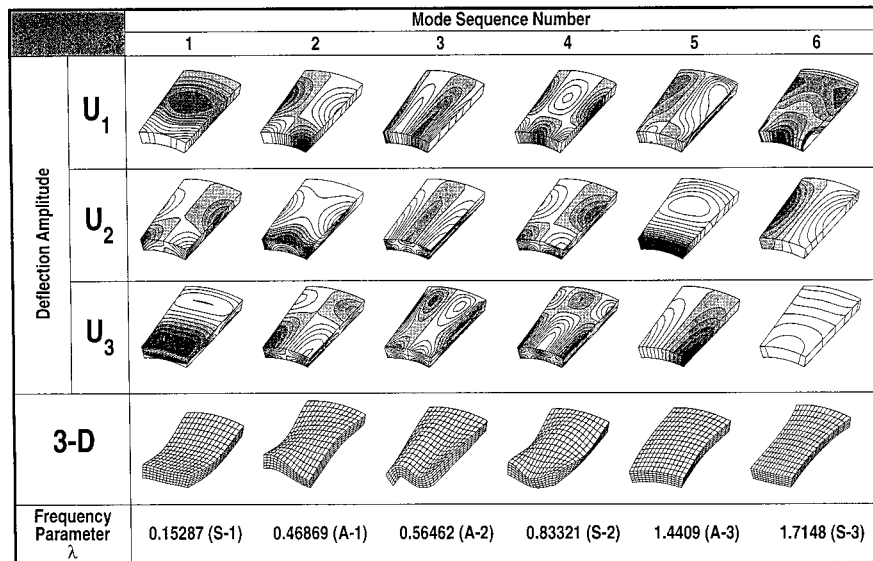 Mode Sequence Number
1 2 3 4 5 6
Deflection Amplitude
U1
U2
U3
3-D
Frequency
Parameter
λ
0.15287 (S-1) 0.46869 (A-1) 0.56462 (A-2) 0.83321 (S-2) 1.4409 (A-3) 1.7148 (S-3)